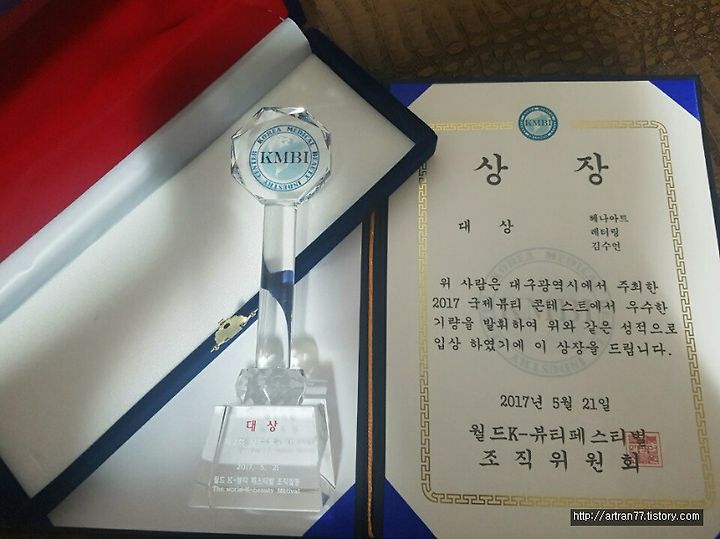 KOREA MEDICAL BEAUTY INDUSTRY CENTER
KMBI
대 상
2017. 5. 21
월드 K-뷰티 페스티벌 조직위원회
The world-K-beauty
KMBI
상 장
대 상
헤나아트
레터링
김수연
KOREA MEDICAL
KMBI
위 사람은 대구광역시에서 주최한
2017 국제뷰티 콘테스트에서 우수한
기량을 발휘하여 위와 같은 성적으로
입상 하였기에 이 상장을 드립니다.
2017년 5월 21일
월드K-뷰티페스티벌
조직위원회
http://artran77.tistory.com